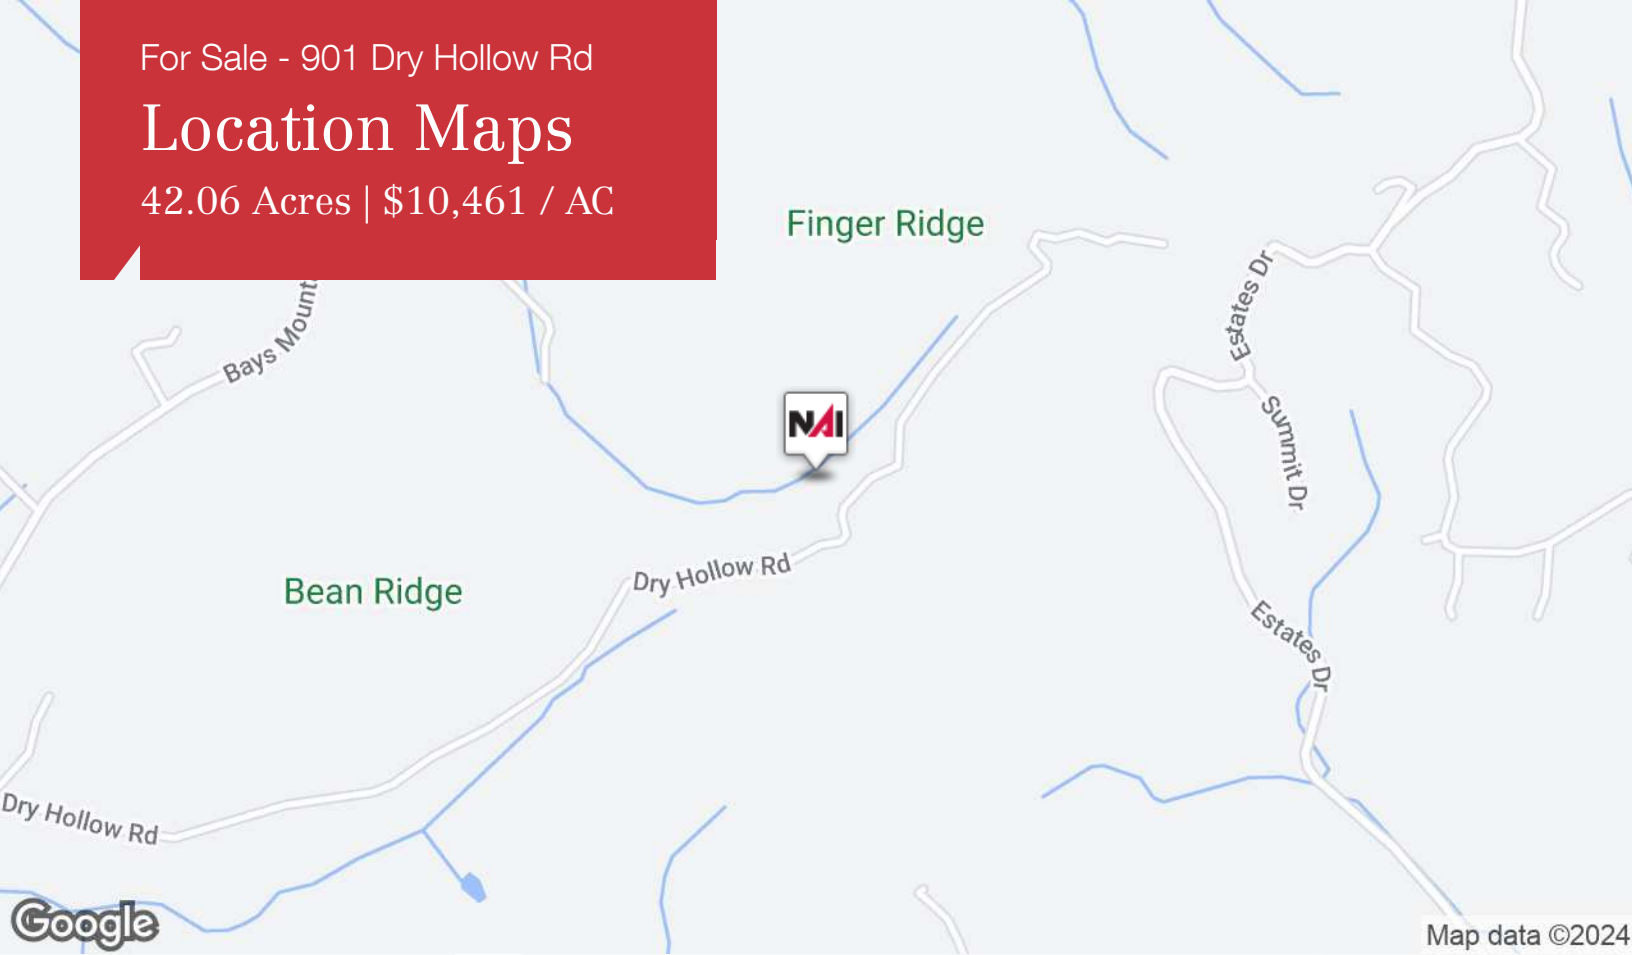 For Sale - 901 Dry Hollow Rd
Location Maps
42.06 Acres | $10,461 / AC
Finger Ridge
Estates Dr
Bays Mount
NAI
Summit Dr
Dry Hollow Rd
Bean Ridge
Estates Dr
Dry Hollow Rd
Google
Map data ©2024